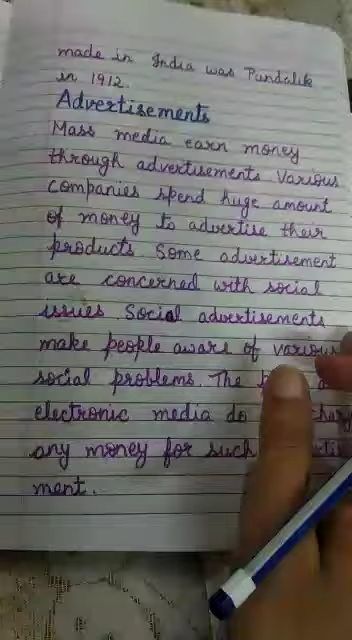 made in India was Pundalik
in 1912.
Advertisements
Mass media earn money
through advertisements. Various
companies spend huge amount
of money to advertise their
products. Some advertisement
are concerned with social
issues. Social advertisements
make people aware of various
social problems. The
electronic media do
any money for such
ment.